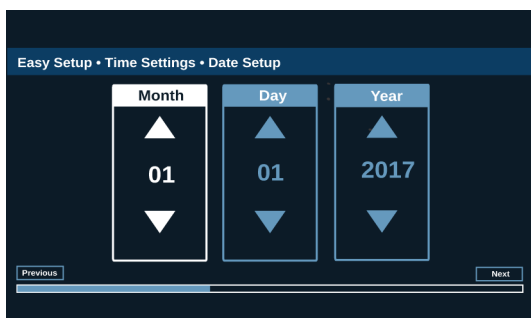 Easy Setup • Time Settings • Date Setup
Month Day Year
01 01 2017
Previous Next